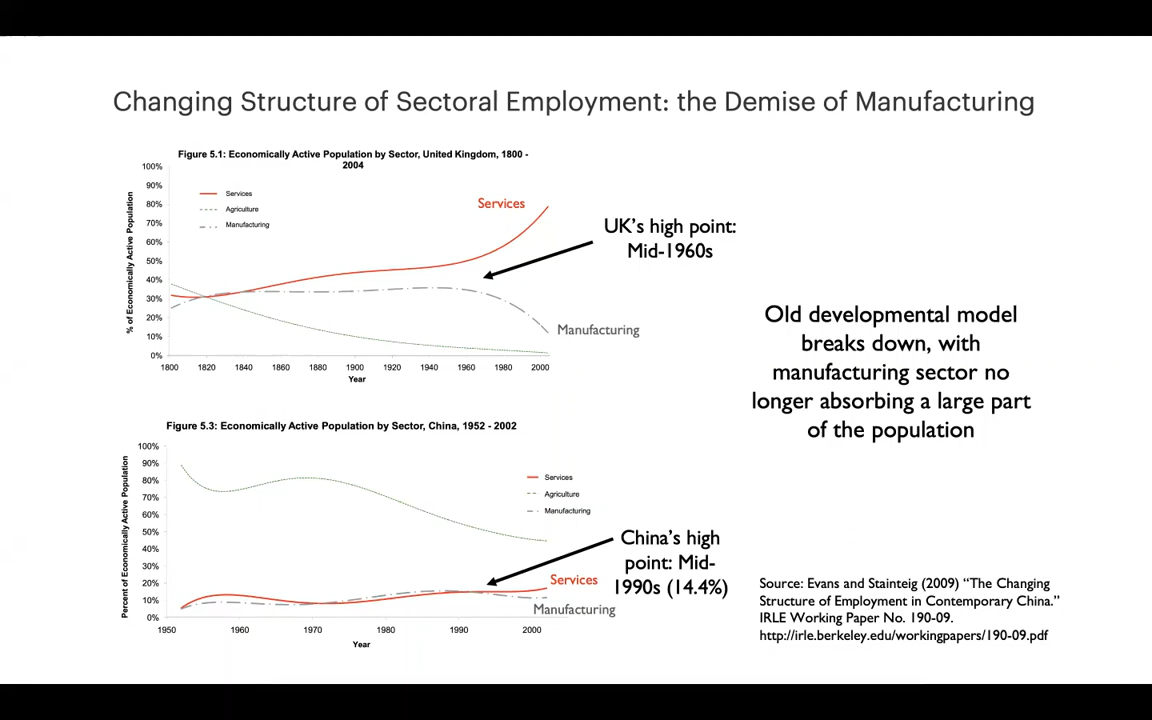 Changing Structure of Sectoral Employment: the Demise of Manufacturing
Figure 5.1: Economically Active Population by Sector, United Kingdom, 1800 -
2004
% of Economically Active Population
100%
90%
80%
70%
60%
50%
40%
30%
20%
10%
0%
Services
Agriculture
Manufacturing
Services
Manufacturing
1800
1820
1840
1860
1880
1900
1920
1940
1960
1980
2000
Year
UK's high point:
Mid-1960s
Old developmental model
breaks down, with
manufacturing sector no
longer absorbing a large part
of the population
Figure 5.3: Economically Active Population by Sector, China, 1952 - 2002
Percent of Economically Active Population
100%
90%
80%
70%
60%
50%
40%
30%
20%
10%
0%
Services
Agriculture
Manufacturing
Services
Manufacturing
1950
1960
1970
1980
1990
2000
Year
China's high
point: Mid-
1990s (14.4%)
Source: Evans and Stainteig (2009) “The Changing
Structure of Employment in Contemporary China.”
IRLE Working Paper No. 190-09.
http://irle.berkeley.edu/workingpapers/190-09.pdf